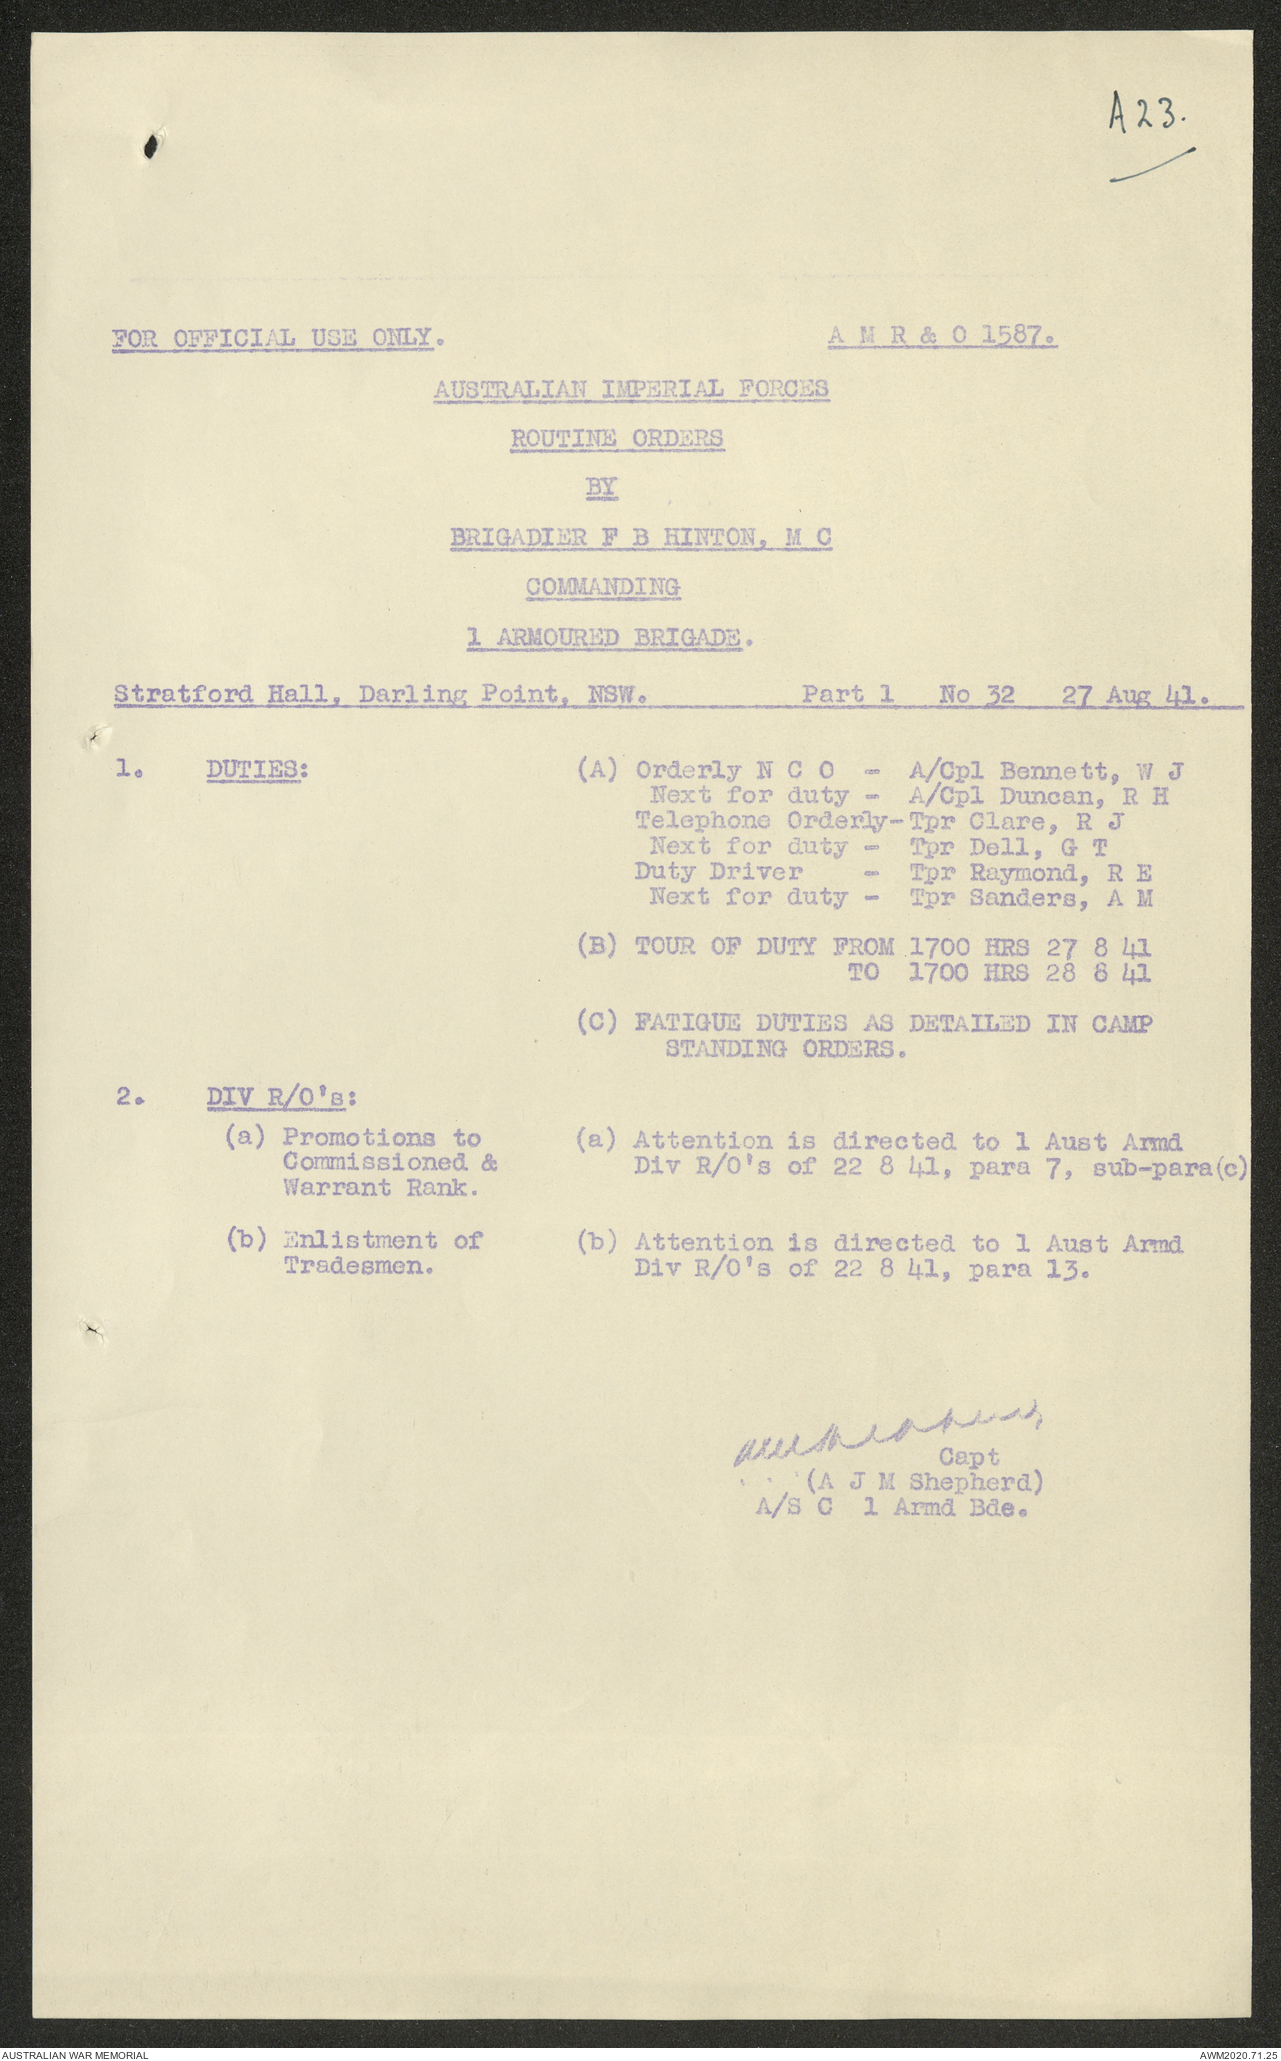 A23.
FOR OFFICIAL USE ONLY. A M R & O 1587.
AUSTRALIAN IMPERIAL FORCES
ROUTINE ORDERS
BY
BRIGADIER F B HINTON, M C
COMMANDING
1 ARMOURED BRIGADE.
Stratford Hall, Darling Point, NSW. Part 1 No 32 27 Aug 41.
1. DUTIES: (A) Orderly N C O - A/Cpl Bennett, W J
Next for duty - A/Cpl Duncan, R H
Telephone Orderly-Tpr Clare, R J
Next for duty - Tpr Dell, G T
Duty Driver - Tpr Raymond, R E
Next for duty - Tpr Sanders, A M
(B) TOUR OF DUTY FROM 1700 HRS 27 8 41
TO 1700 HRS 28 8 41
(C) FATIGUE DUTIES AS DETAILED IN CAMP
STANDING ORDERS.
2. DIV R/O's:
(a) Promotions to (a) Attention is directed to 1 Aust Armd
Commissioned & Div R/O's of 22 8 41, para 7, sub-para(c)
Warrant Rank.
(b) Enlistment of (b) Attention is directed to 1 Aust Armd
Tradesmen. Div R/O's of 22 8 41, para 13.
Capt
(A J M Shepherd)
A/S C 1 Armd Bde.
AUSTRALIAN WAR MEMORIAL AWM2020.71.25